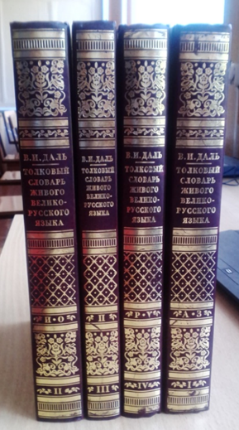 В.И.ДАЛЬ
ТОЛКОВЫЙ
СЛОВАРЬ
ЖИВОГО
ВЕЛИКО-
РУССКОГО
ЯЗЫКА
И-О
II
В.И.ДАЛЬ
ТОЛКОВЫЙ
СЛОВАРЬ
ЖИВОГО
ВЕЛИКО-
РУССКОГО
ЯЗЫКА
П
III
В.И.ДАЛЬ
ТОЛКОВЫЙ
СЛОВАРЬ
ЖИВОГО
ВЕЛИКО-
РУССКОГО
ЯЗЫКА
Р-V
IV
В.И.ДАЛЬ
ТОЛКОВЫЙ
СЛОВАРЬ
ЖИВОГО
ВЕЛИКО-
РУССКОГО
ЯЗЫКА
А-З
I